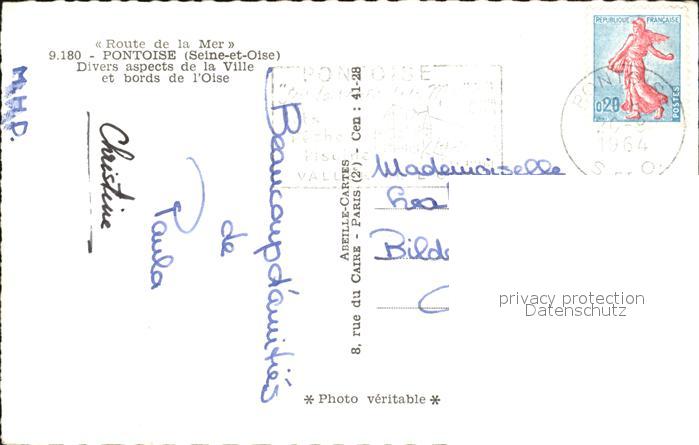 « Route de la Mer »
9.180 - PONTOISE (Seine-et-Oise)
Divers aspects de la Ville
et bords de l'Oise
M.H.P.
Christine
Beaucoup d'amitiés
de
Paula
ABEILLE-CARTES
8, rue du CAIRE - PARIS (2e) - Cen : 41-28
PONTOISE
REPUBLIQUE FRANÇAISE
0,20
POSTES
PONTOISE
1964
S. O.
Mademoiselle
Bild
privacy protection
Datenschutz
* Photo véritable *